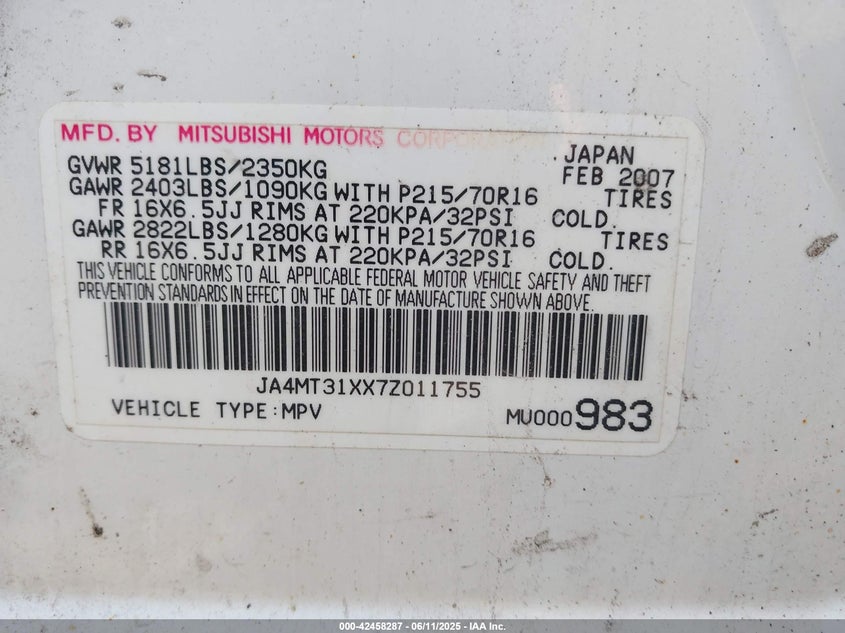 MFD. BY MITSUBISHI MOTORS CORPORATION
JAPAN
GVWR 5181LBS/2350KG FEB 2007
GAWR 2403LBS/1090KG WITH P215/70R16 TIRES
FR 16X6.5JJ RIMS AT 220KPA/32PSI COLD.
GAWR 2822LBS/1280KG WITH P215/70R16 TIRES
RR 16X6.5JJ RIMS AT 220KPA/32PSI COLD.
THIS VEHICLE CONFORMS TO ALL APPLICABLE FEDERAL MOTOR VEHICLE SAFETY AND THEFT
PREVENTION STANDARDS IN EFFECT ON THE DATE OF MANUFACTURE SHOWN ABOVE.
JA4MT31XX7Z011755
VEHICLE TYPE:MPV MU000983
000-42458287 - 06/11/2025 - IAA Inc.